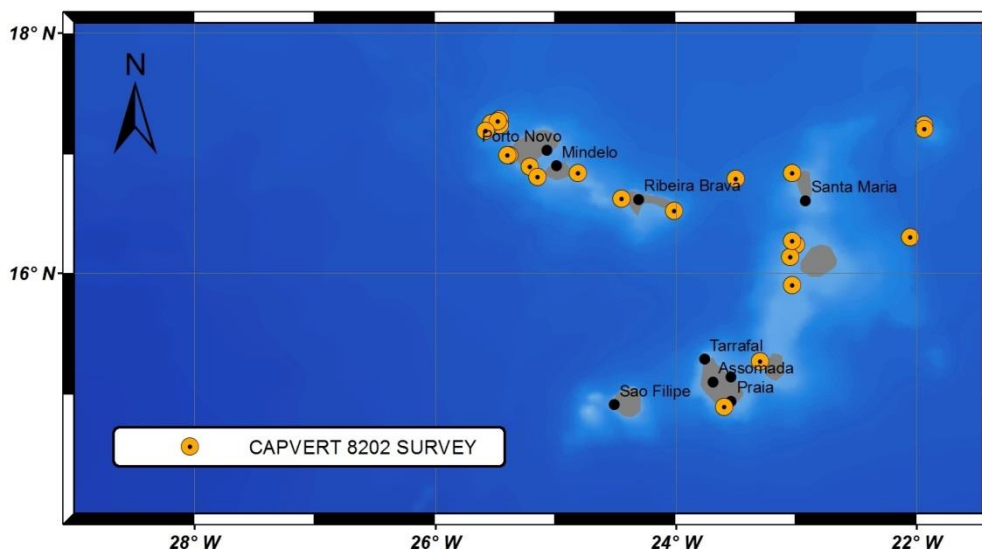 18° N
N
Porto Novo
Mindelo
Ribeira Brava
Santa Maria
16° N
Tarrafal
Assomada
Praia
Sao Filipe
CAPVERT 8202 SURVEY
28° W
26° W
24° W
22° W